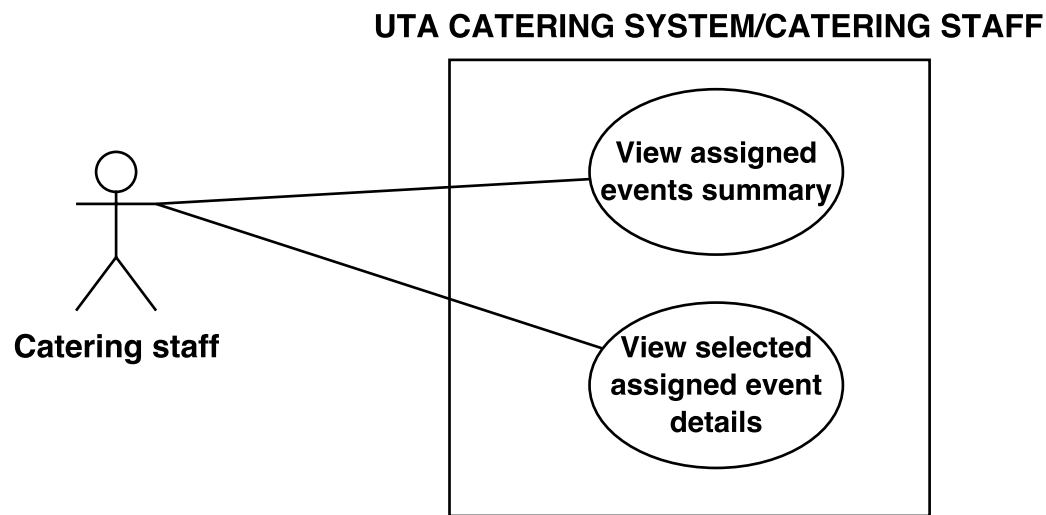 UTA CATERING SYSTEM/CATERING STAFF
View assigned
events summary
Catering staff
View selected
assigned event
details